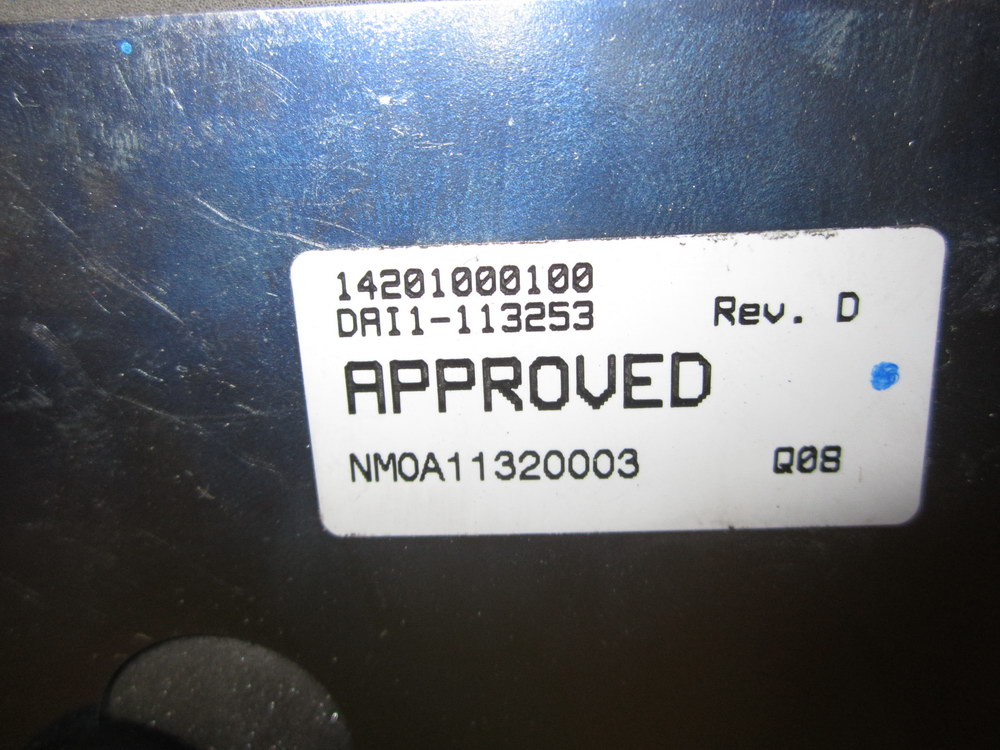 14201000100
DAI1-113253 Rev. D
APPROVED
NM0A11320003 Q08